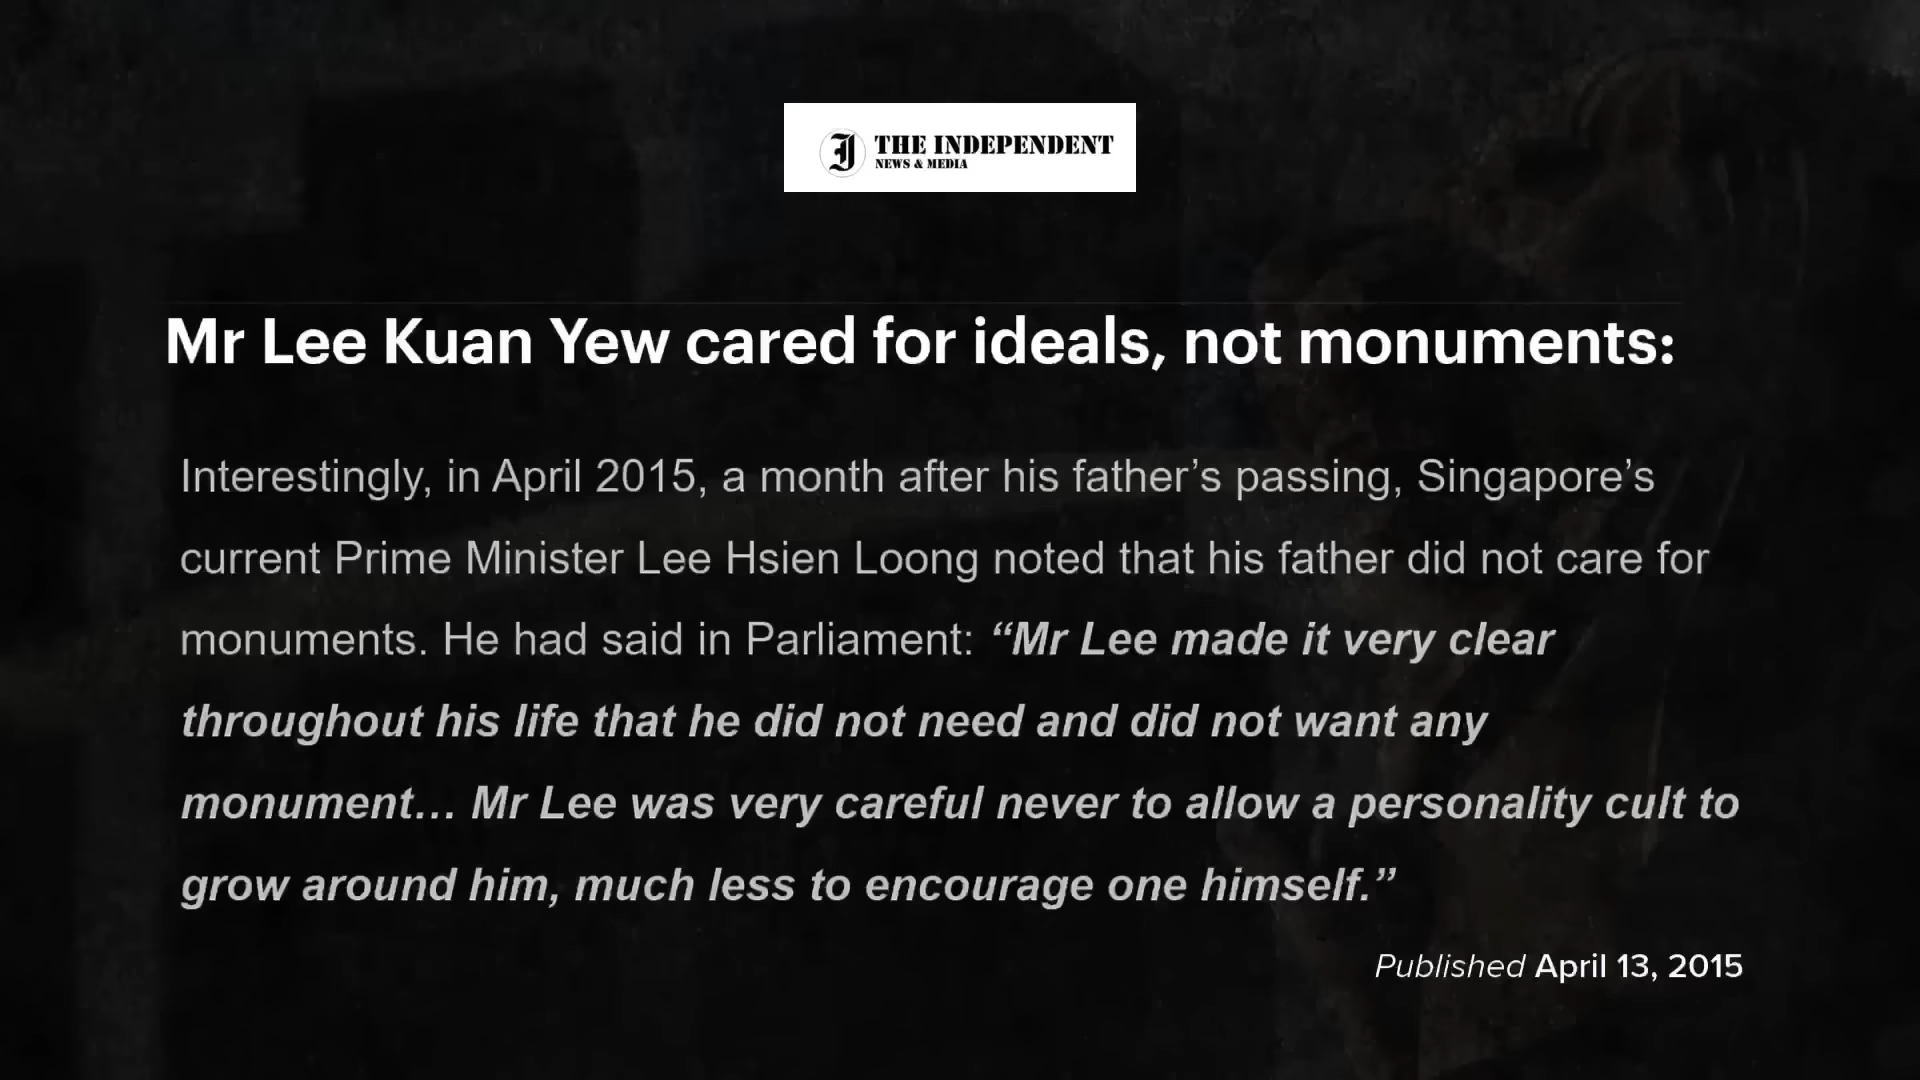 THE INDEPENDENT
NEWS & MEDIA
Mr Lee Kuan Yew cared for ideals, not monuments:
Interestingly, in April 2015, a month after his father’s passing, Singapore’s
current Prime Minister Lee Hsien Loong noted that his father did not care for
monuments. He had said in Parliament: “Mr Lee made it very clear
throughout his life that he did not need and did not want any
monument… Mr Lee was very careful never to allow a personality cult to
grow around him, much less to encourage one himself.”
Published April 13, 2015